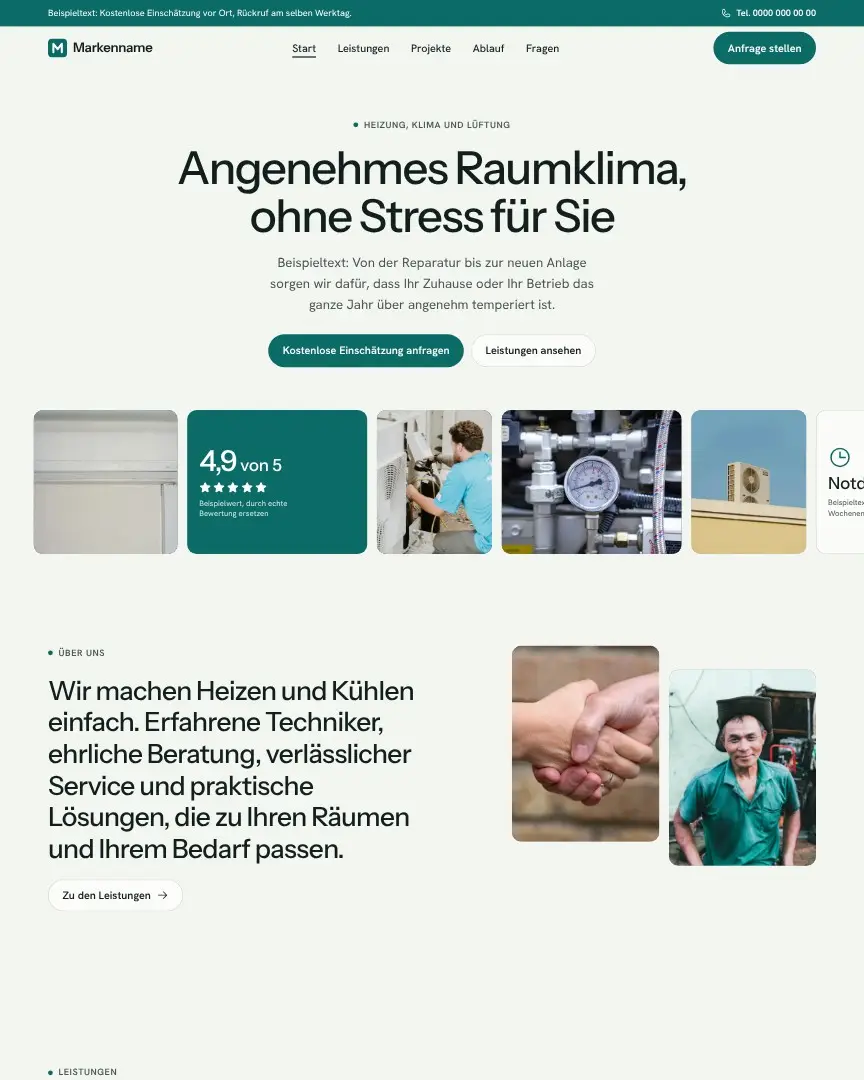 Beispieltext: Kostenlose Einschätzung vor Ort, Rückruf am selben Werktag.
Tel. 0000 000 00 00
M Markenname
Start
Leistungen
Projekte
Ablauf
Fragen
Anfrage stellen
HEIZUNG, KLIMA UND LÜFTUNG
Angenehmes Raumklima,
ohne Stress für Sie
Beispieltext: Von der Reparatur bis zur neuen Anlage
sorgen wir dafür, dass Ihr Zuhause oder Ihr Betrieb das
ganze Jahr über angenehm temperiert ist.
Kostenlose Einschätzung anfragen
Leistungen ansehen
4,9 von 5
Beispielwert, durch echte
Bewertung ersetzen
ÜBER UNS
Wir machen Heizen und Kühlen
einfach. Erfahrene Techniker,
ehrliche Beratung, verlässlicher
Service und praktische
Lösungen, die zu Ihren Räumen
und Ihrem Bedarf passen.
Zu den Leistungen
LEISTUNGEN